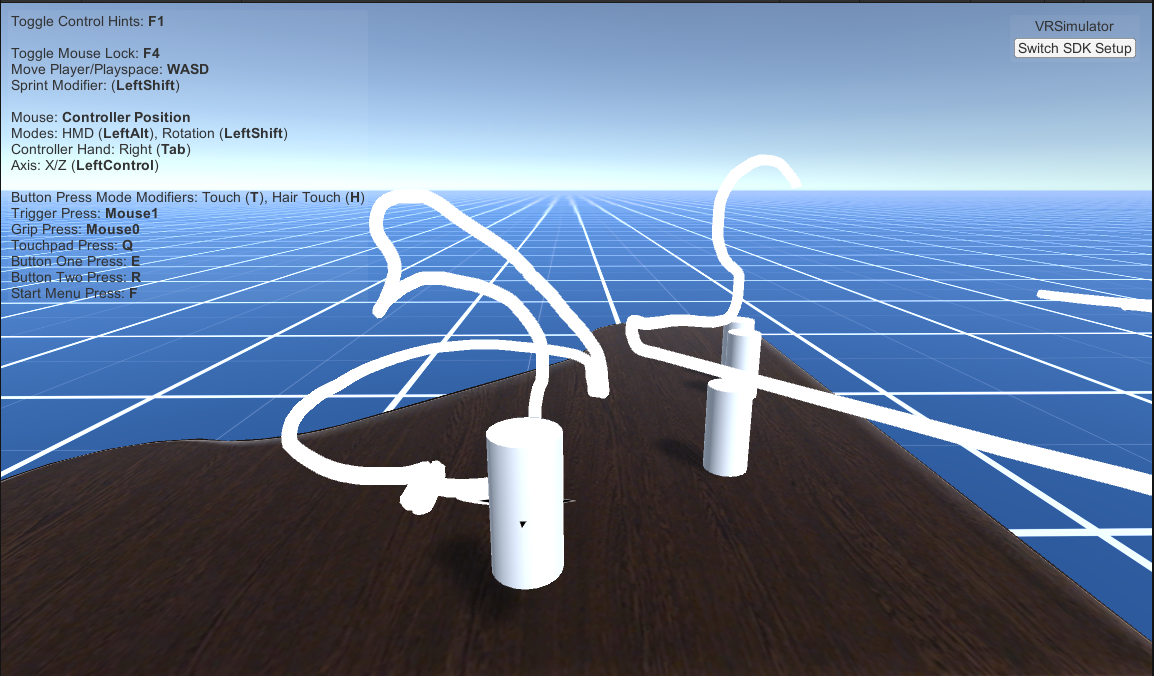 Toggle Control Hints: F1
Toggle Mouse Lock: F4
Move Player/Playspace: WASD
Sprint Modifier: (LeftShift)
Mouse: Controller Position
Modes: HMD (LeftAlt), Rotation (LeftShift)
Controller Hand: Right (Tab)
Axis: X/Z (LeftControl)
Button Press Mode Modifiers: Touch (T), Hair Touch (H)
Trigger Press: Mouse1
Grip Press: Mouse0
Touchpad Press: Q
Button One Press: E
Button Two Press: R
Start Menu Press: F
VRSimulator
Switch SDK Setup